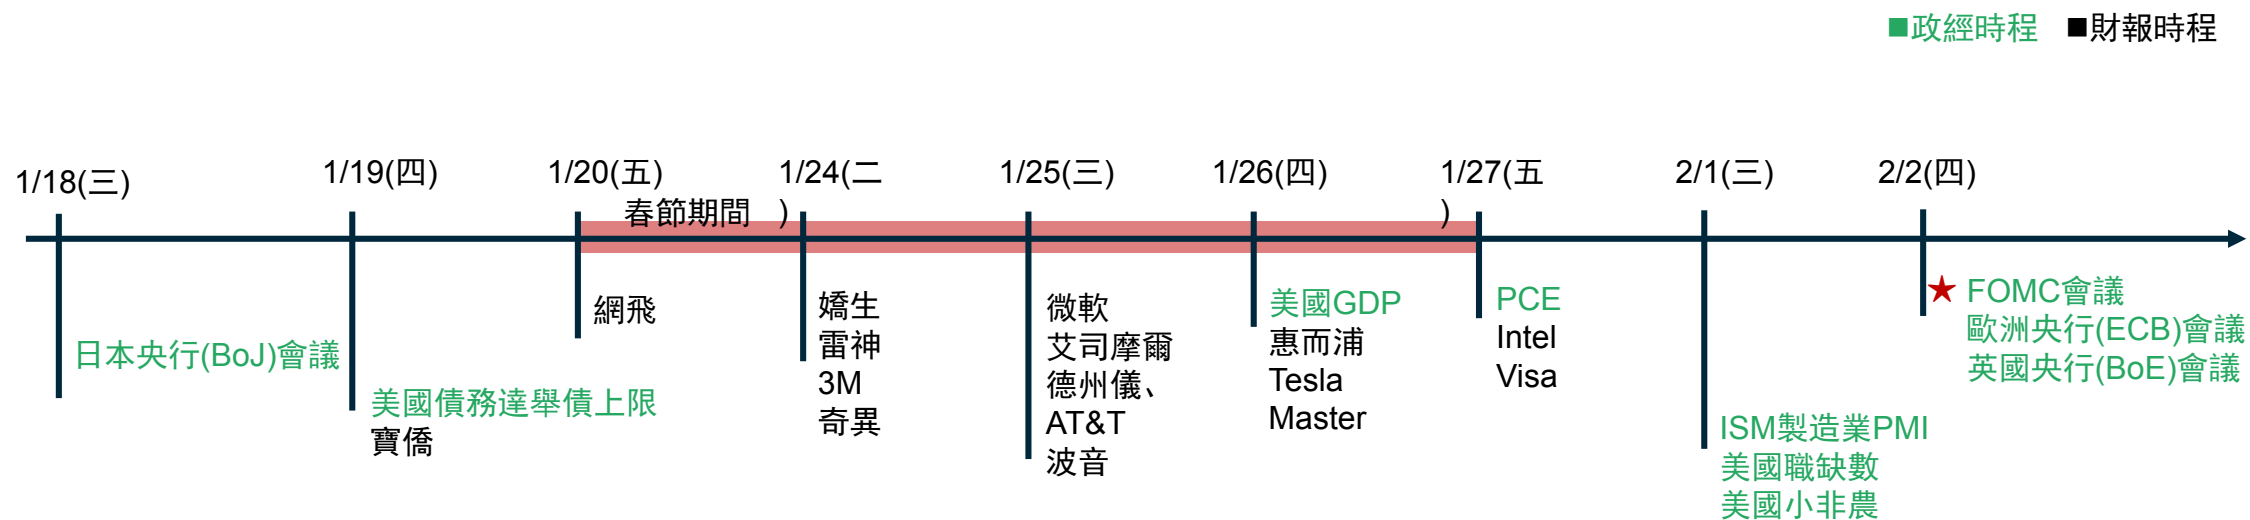 ■政經時程 ■財報時程
1/18(三)
1/19(四)
1/20(五)
1/24(二
)
1/25(三)
1/26(四)
1/27(五
)
2/1(三)
2/2(四)
春節期間
日本央行(BoJ)會議
美國債務達舉債上限
寶僑
網飛
嬌生
雷神
3M
奇異
微軟
艾司摩爾
德州儀、
AT&T
波音
美國GDP
惠而浦
Tesla
Master
PCE
Intel
Visa
ISM製造業PMI
美國職缺數
美國小非農
★ FOMC會議
歐洲央行(ECB)會議
英國央行(BoE)會議